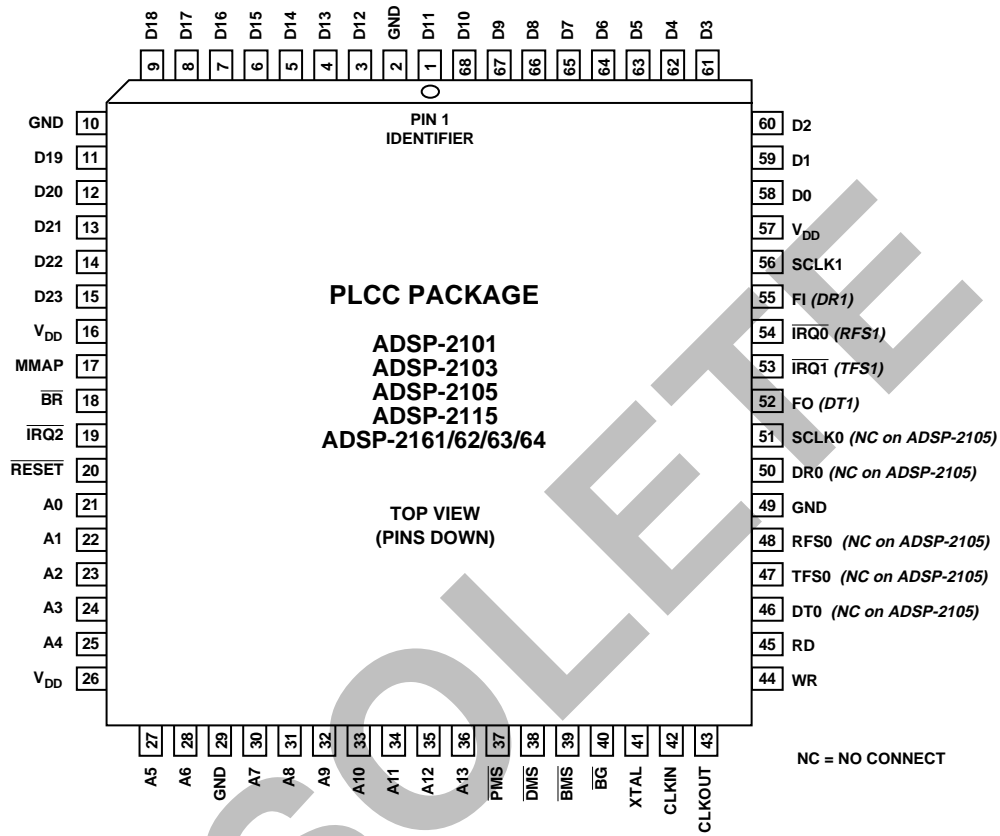 D18 D17 D16 D15 D14 D13 D12 GND D11 D10 D9 D8 D7 D6 D5 D4 D3
9 8 7 6 5 4 3 2 1 68 67 66 65 64 63 62 61
PIN 1
IDENTIFIER
GND 10
D19 11
D20 12
D21 13
D22 14
D23 15
VDD 16
MMAP 17
BR 18
IRQ2 19
RESET 20
A0 21
A1 22
A2 23
A3 24
A4 25
VDD 26
PLCC PACKAGE
ADSP-2101
ADSP-2103
ADSP-2105
ADSP-2115
ADSP-2161/62/63/64
TOP VIEW
(PINS DOWN)
60 D2
59 D1
58 D0
57 VDD
56 SCLK1
55 FI (DR1)
54 IRQ0 (RFS1)
53 IRQ1 (TFS1)
52 FO (DT1)
51 SCLK0 (NC on ADSP-2105)
50 DR0 (NC on ADSP-2105)
49 GND
48 RFS0 (NC on ADSP-2105)
47 TFS0 (NC on ADSP-2105)
46 DT0 (NC on ADSP-2105)
45 RD
44 WR
27 28 29 30 31 32 33 34 35 36 37 38 39 40 41 42 43
A5 A6 GND A7 A8 A9 A10 A11 A12 A13 PMS DMS BMS BG XTAL CLKIN CLKOUT
NC = NO CONNECT
SOLETE